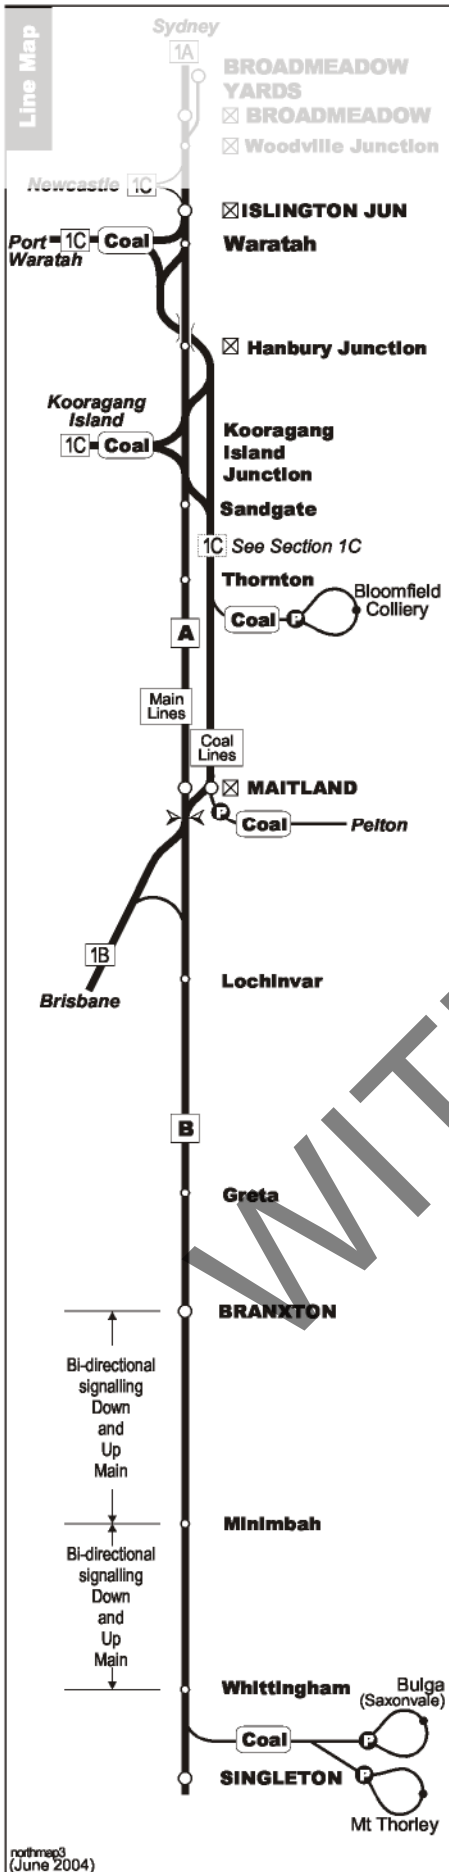 Line Map
Sydney
1A
BROADMEADOW
YARDS
BROADMEADOW
Woodville Junction
Newcastle 1C
ISLINGTON JUN
Port 1C Coal
Waratah
Waratah
Hanbury Junction
Kooragang
Island
1C Coal
Kooragang
Island
Junction
Sandgate
1C See Section 1C
Thornton
Bloomfield
Colliery
Coal P
A
Main
Lines
Coal
Lines
MAITLAND
P
Coal Pelton
1B
Brisbane
Lochinvar
B
Greta
BRANXTON
Bi-directional
signalling
Down
and
Up
Main
Minimbah
Bi-directional
signalling
Down
and
Up
Main
Whittingham
Bulga
(Saxonvale)
Coal P
SINGLETON
P
Mt Thorley
northmap3
(June 2004)